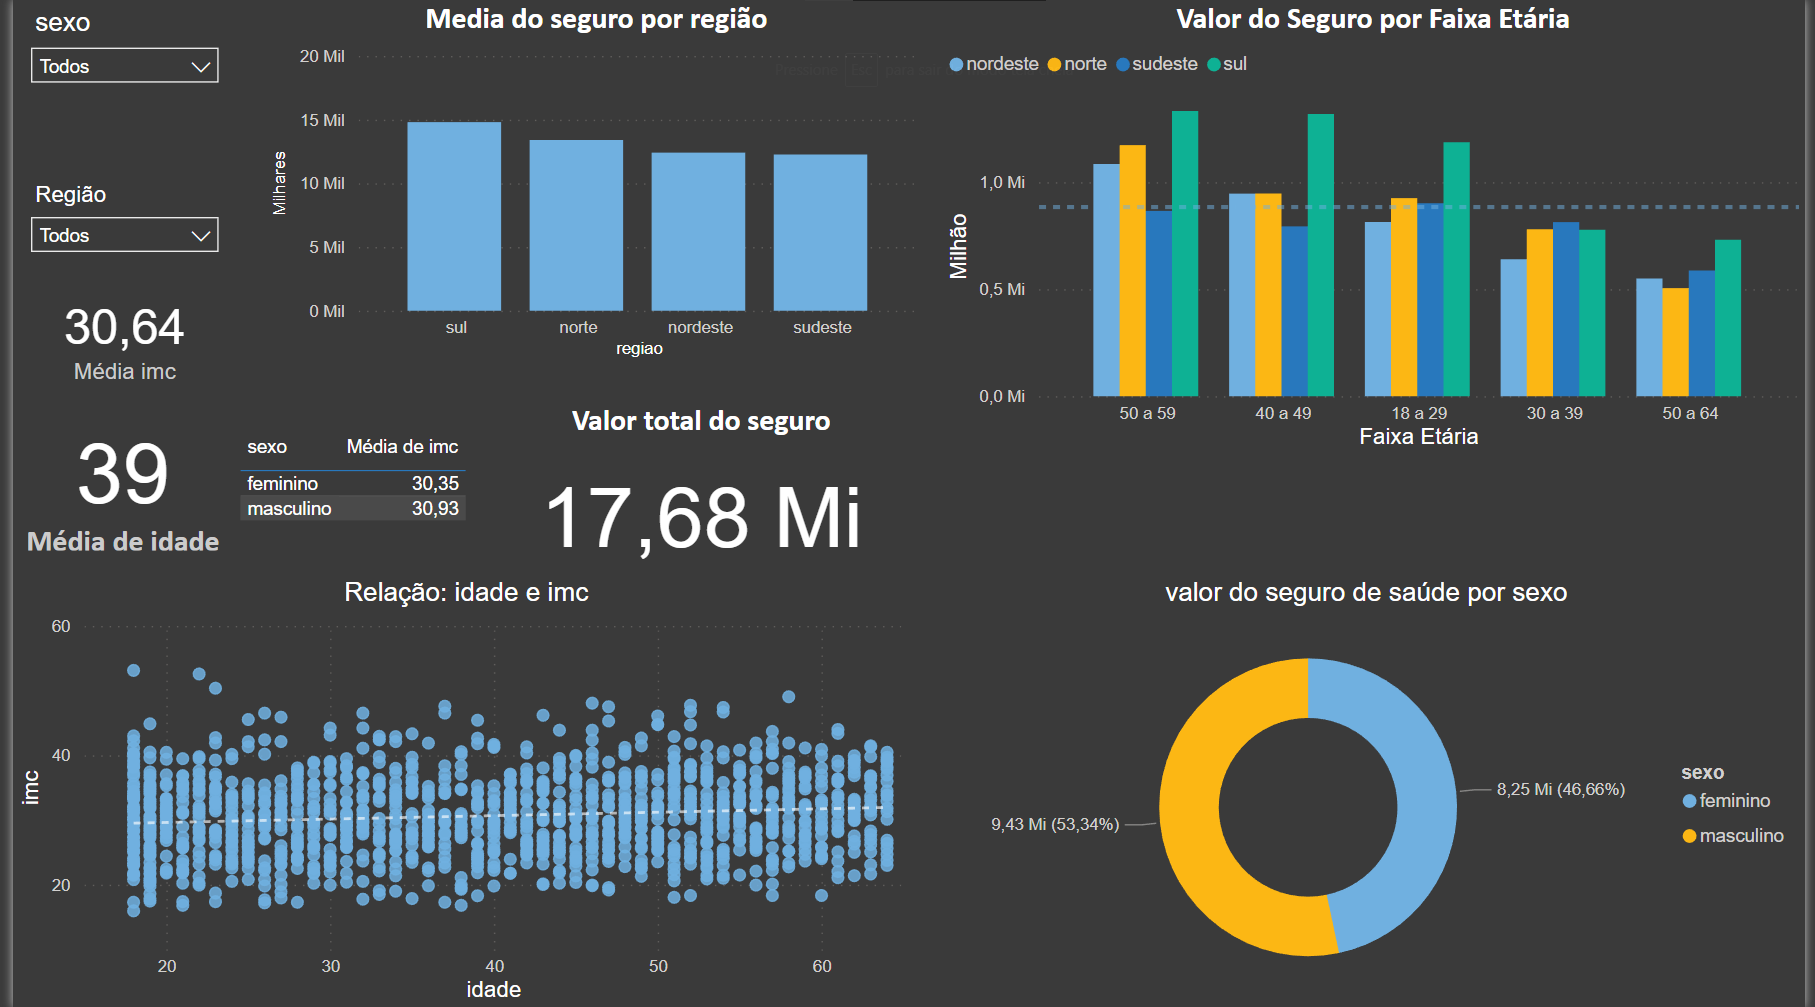 sexo
Todos
Região
Todos
30,64
Média imc
39
Média de idade
Media do seguro por região
20 Mil
15 Mil
10 Mil
5 Mil
0 Mil
Milhares
sul norte nordeste sudeste
regiao
Valor do Seguro por Faixa Etária
nordeste norte sudeste sul
1,0 Mi
0,5 Mi
0,0 Mi
Milhão
50 a 59 40 a 49 18 a 29 30 a 39 50 a 64
Faixa Etária
sexo Média de imc
feminino 30,35
masculino 30,93
Valor total do seguro
17,68 Mi
Relação: idade e imc
60
40
20
imc
20 30 40 50 60
idade
valor do seguro de saúde por sexo
8,25 Mi (46,66%)
9,43 Mi (53,34%)
sexo
feminino
masculino